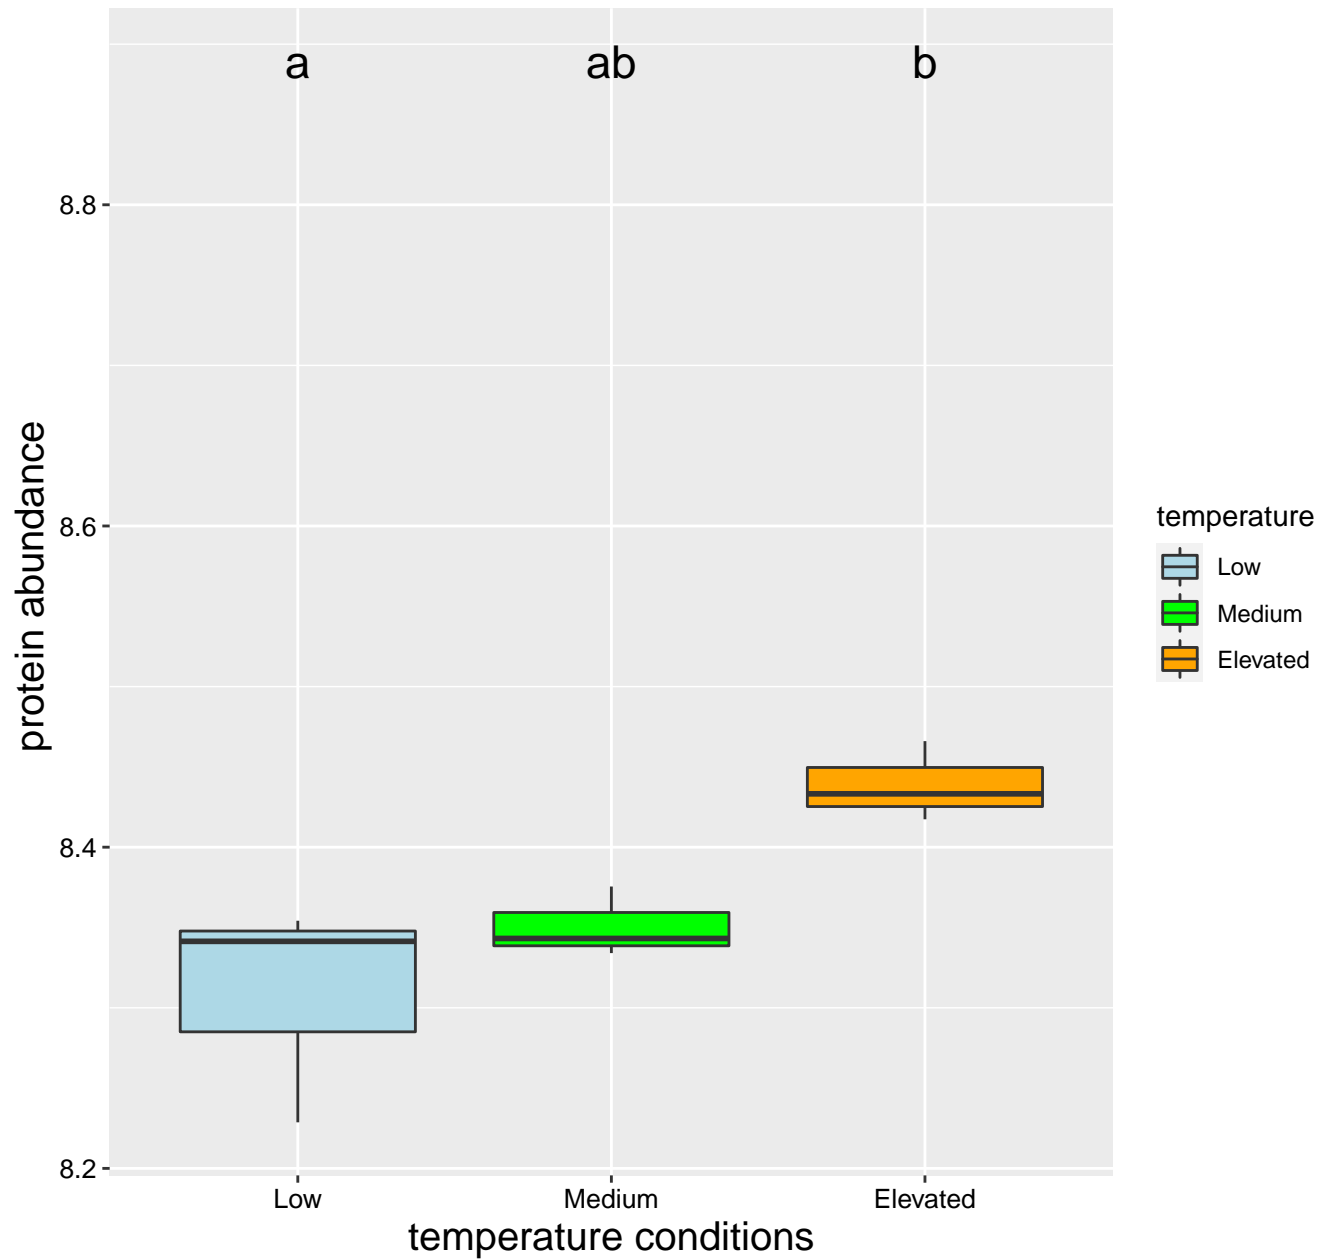 a ab b
8.8
8.6
8.4
8.2
protein abundance
Low Medium Elevated
temperature conditions
temperature
Low
Medium
Elevated